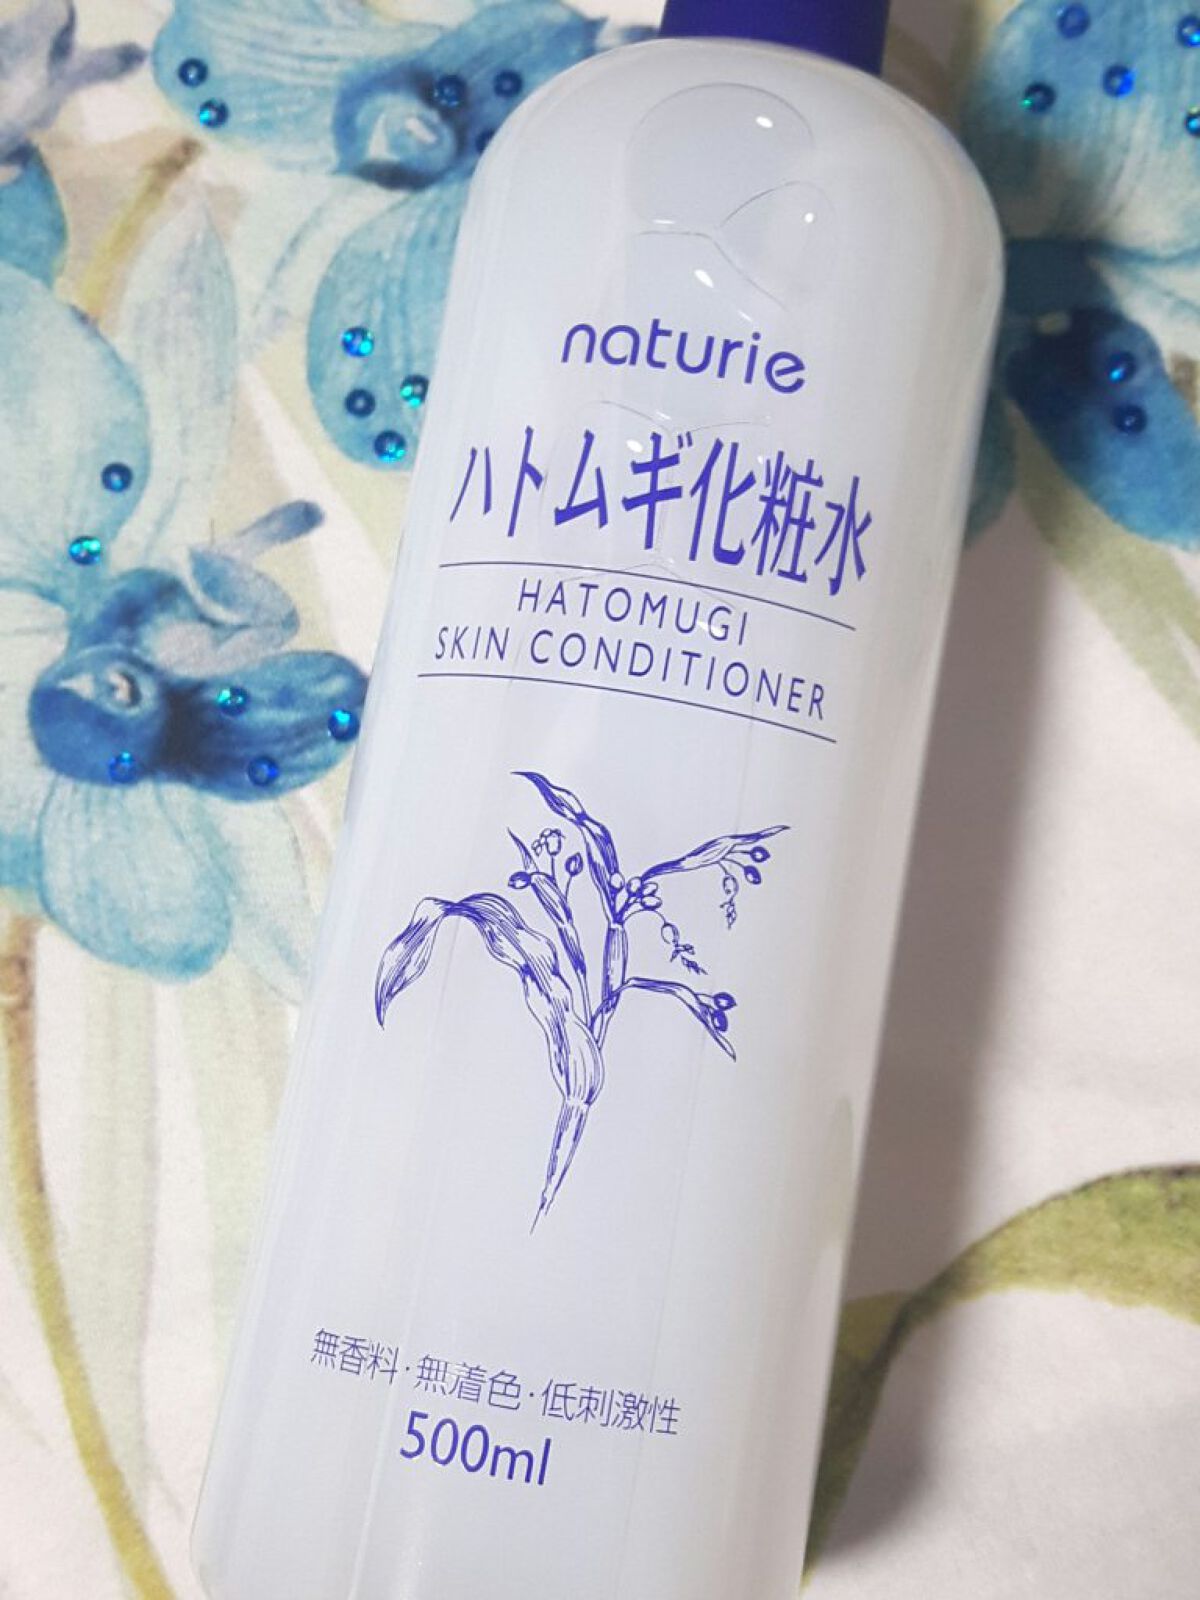 naturie
ハトムギ化粧水
HATOMUGI
SKIN CONDITIONER
無香料・無着色・低刺激性
500ml